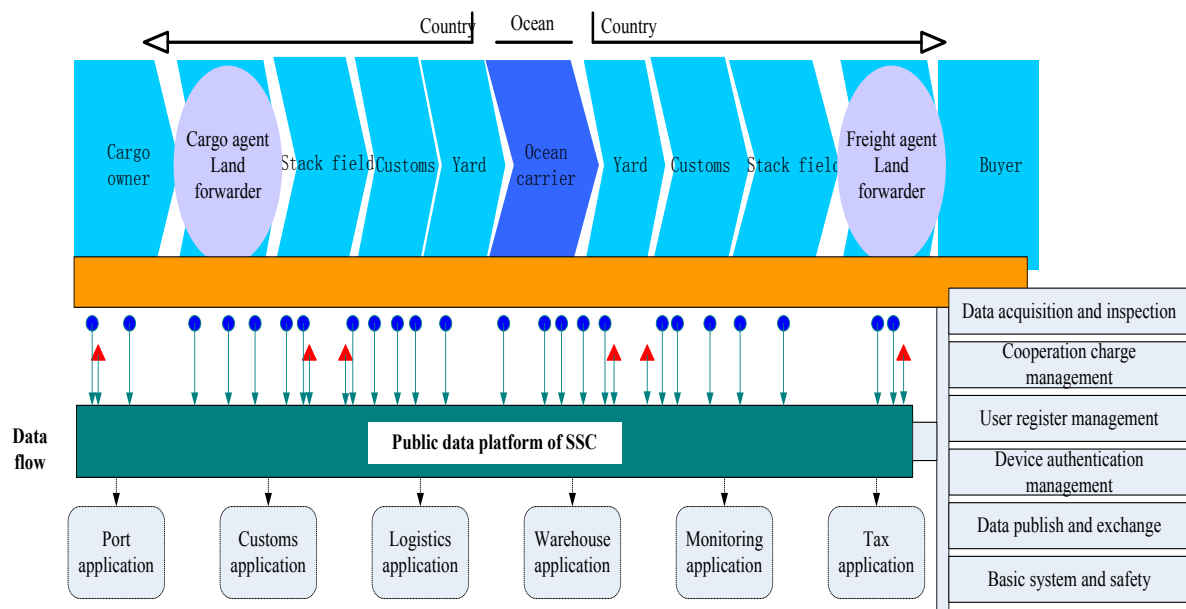 Country
Ocean
Country
Cargo
owner
Cargo agent
Land
forwarder
Stack field
Customs
Yard
Ocean
carrier
Yard
Customs
Stack field
Freight agent
Land
forwarder
Buyer
Data acquisition and inspection
Cooperation charge
management
User register management
Device authentication
management
Data publish and exchange
Basic system and safety
Data
flow
Public data platform of SSC
Port
application
Customs
application
Logistics
application
Warehouse
application
Monitoring
application
Tax
application